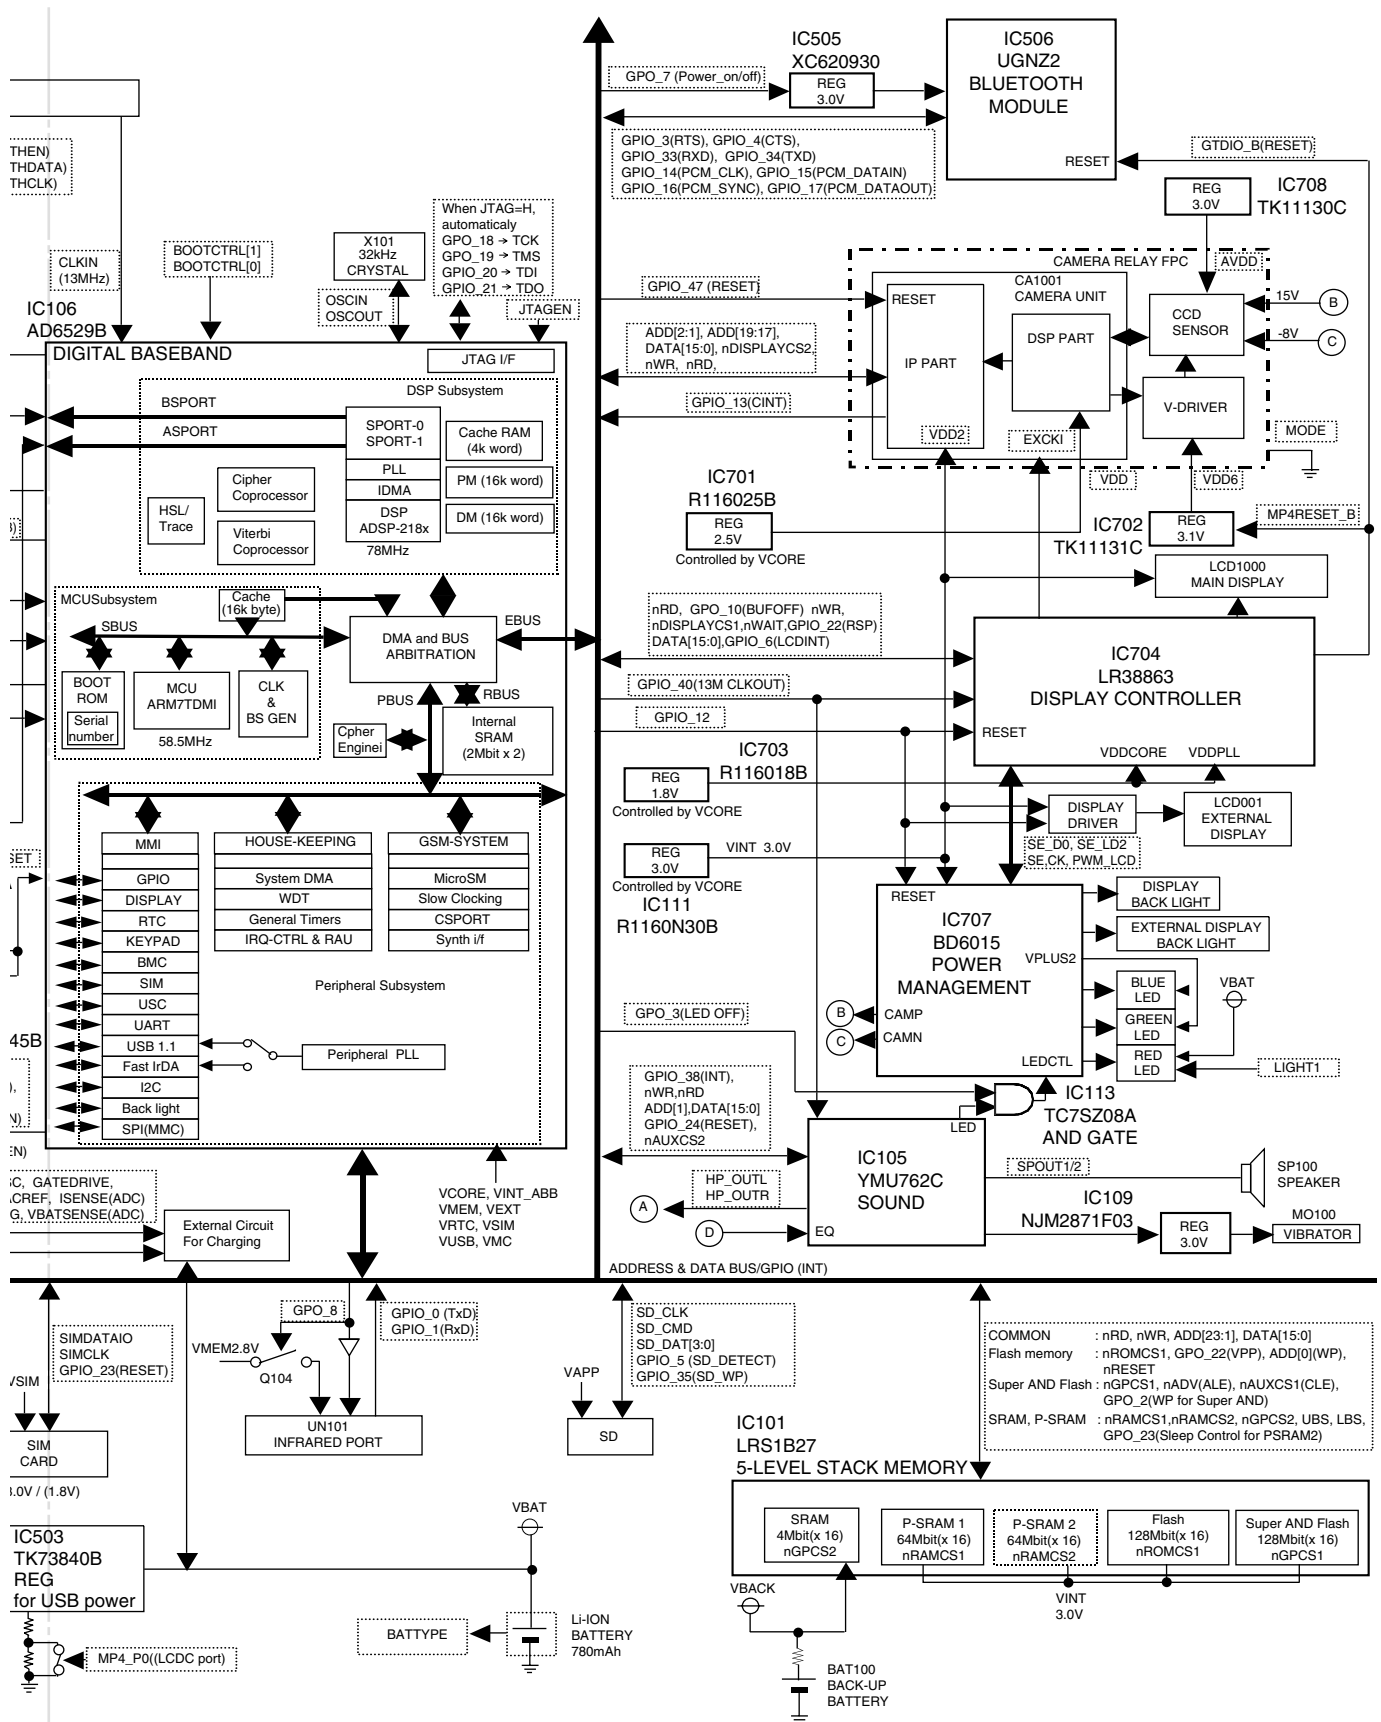 THEN)
THDATA)
THCLK)
CLKIN
(13MHz)
BOOTCTRL[1]
BOOTCTRL[0]
X101
32kHz
CRYSTAL
OSCIN
OSCOUT
When JTAG=H,
automaticaly
GPO_18 → TCK
GPO_19 → TMS
GPIO_20 → TDI
GPIO_21 → TDO
JTAGEN
IC106
AD6529B
DIGITAL BASEBAND
JTAG I/F
DSP Subsystem
BSPORT
ASPORT
SPORT-0
SPORT-1
PLL
IDMA
DSP
ADSP-218x
78MHz
Cache RAM
(4k word)
PM (16k word)
DM (16k word)
Cipher
Coprocessor
HSL/
Trace
Viterbi
Coprocessor
MCUSubsystem
Cache
(16k byte)
SBUS
DMA and BUS
ARBITRATION
EBUS
PBUS
RBUS
BOOT
ROM
Serial
number
MCU
ARM7TDMI
58.5MHz
CLK
&
BS GEN
Cpher
Enginei
Internal
SRAM
(2Mbit x 2)
MMI
GPIO
DISPLAY
RTC
KEYPAD
BMC
SIM
USC
UART
USB 1.1
Fast IrDA
I2C
Back light
SPI(MMC)
HOUSE-KEEPING
System DMA
WDT
General Timers
IRQ-CTRL & RAU
GSM-SYSTEM
MicroSM
Slow Clocking
CSPORT
Synth i/f
Peripheral Subsystem
Peripheral PLL
SET
45B
),
N)
EN)
SC, GATEDRIVE,
ACREF, ISENSE(ADC)
G, VBATSENSE(ADC)
External Circuit
For Charging
VCORE, VINT_ABB
VMEM, VEXT
VRTC, VSIM
VUSB, VMC
IC505
XC620930
GPO_7 (Power_on/off)
REG
3.0V
IC506
UGNZ2
BLUETOOTH
MODULE
RESET
GPIO_3(RTS), GPIO_4(CTS),
GPIO_33(RXD), GPIO_34(TXD)
GPIO_14(PCM_CLK), GPIO_15(PCM_DATAIN)
GPIO_16(PCM_SYNC), GPIO_17(PCM_DATAOUT)
GTDIO_B(RESET)
REG
3.0V
IC708
TK11130C
CAMERA RELAY FPC
AVDD
GPIO_47 (RESET)
RESET
CA1001
CAMERA UNIT
IP PART
DSP PART
CCD
SENSOR
15V
B
-8V
C
ADD[2:1], ADD[19:17],
DATA[15:0], nDISPLAYCS2,
nWR, nRD,
GPIO_13(CINT)
V-DRIVER
VDD2
EXCKI
MODE
VDD
VDD6
IC701
R116025B
REG
2.5V
Controlled by VCORE
IC702
TK11131C
REG
3.1V
MP4RESET_B
LCD1000
MAIN DISPLAY
nRD, GPO_10(BUFOFF) nWR,
nDISPLAYCS1,nWAIT,GPIO_22(RSP)
DATA[15:0],GPIO_6(LCDINT)
IC704
LR38863
DISPLAY CONTROLLER
GPIO_40(13M CLKOUT)
GPIO_12
RESET
VDDCORE
VDDPLL
IC703
R116018B
REG
1.8V
Controlled by VCORE
DISPLAY
DRIVER
LCD001
EXTERNAL
DISPLAY
REG
3.0V
VINT 3.0V
Controlled by VCORE
IC111
R1160N30B
SE_D0, SE_LD2
SE,CK, PWM_LCD
RESET
IC707
BD6015
POWER
MANAGEMENT
VPLUS2
CAMP
CAMN
LEDCTL
B
C
DISPLAY
BACK LIGHT
EXTERNAL DISPLAY
BACK LIGHT
BLUE
LED
GREEN
LED
RED
LED
VBAT
LIGHT1
GPO_3(LED OFF)
IC113
TC7SZ08A
AND GATE
GPIO_38(INT),
nWR,nRD
ADD[1],DATA[15:0]
GPIO_24(RESET),
nAUXCS2
LED
IC105
YMU762C
SOUND
EQ
HP_OUTL
HP_OUTR
A
D
SPOUT1/2
SP100
SPEAKER
IC109
NJM2871F03
REG
3.0V
MO100
VIBRATOR
ADDRESS & DATA BUS/GPIO (INT)
SIMDATAIO
SIMCLK
GPIO_23(RESET)
VSIM
SIM
CARD
3.0V / (1.8V)
GPO_8
GPIO_0 (TxD)
GPIO_1(RxD)
VMEM2.8V
Q104
UN101
INFRARED PORT
SD_CLK
SD_CMD
SD_DAT[3:0]
GPIO_5 (SD_DETECT)
GPIO_35(SD_WP)
VAPP
SD
COMMON : nRD, nWR, ADD[23:1], DATA[15:0]
Flash memory : nROMCS1, GPO_22(VPP), ADD[0](WP),
nRESET
Super AND Flash : nGPCS1, nADV(ALE), nAUXCS1(CLE),
GPO_2(WP for Super AND)
SRAM, P-SRAM : nRAMCS1,nRAMCS2, nGPCS2, UBS, LBS,
GPO_23(Sleep Control for PSRAM2)
IC101
LRS1B27
5-LEVEL STACK MEMORY
SRAM
4Mbit(x 16)
nGPCS2
P-SRAM 1
64Mbit(x 16)
nRAMCS1
P-SRAM 2
64Mbit(x 16)
nRAMCS2
Flash
128Mbit(x 16)
nROMCS1
Super AND Flash
128Mbit(x 16)
nGPCS1
VINT
3.0V
VBACK
BAT100
BACK-UP
BATTERY
IC503
TK73840B
REG
for USB power
MP4_P0((LCDC port)
VBAT
BATTYPE
Li-ION
BATTERY
780mAh